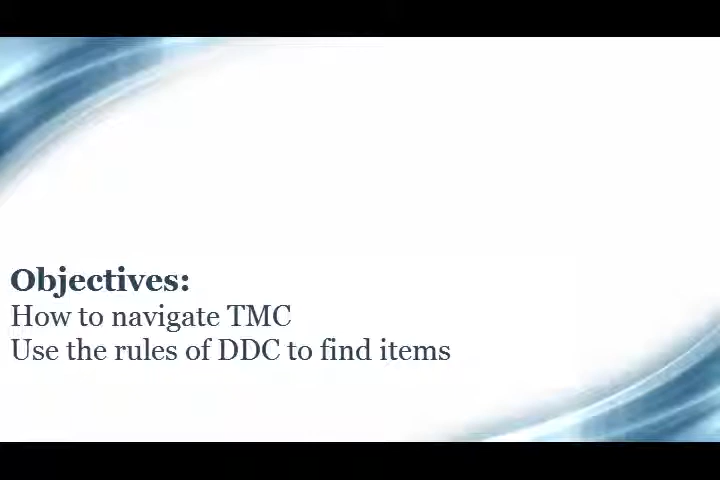 Objectives:
How to navigate TMC
Use the rules of DDC to find items